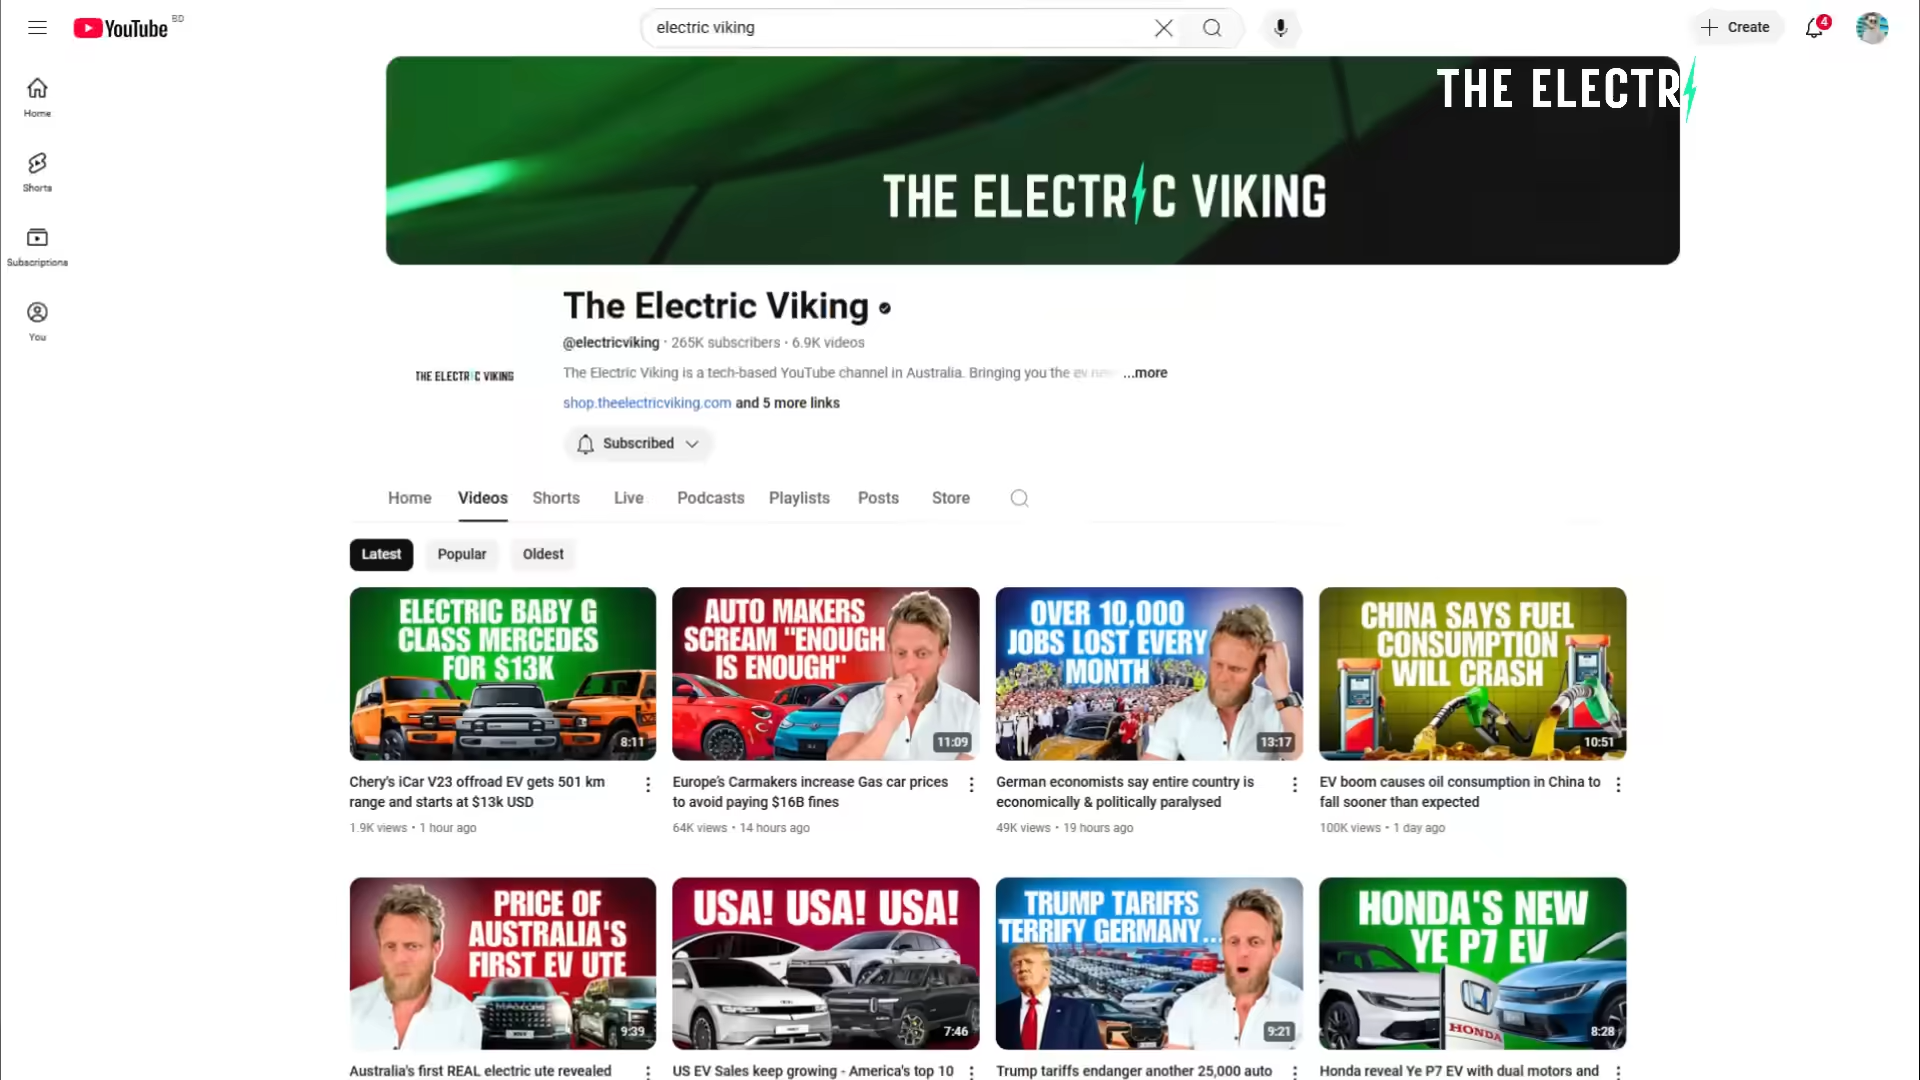 YouTube BD
electric viking
Create
4
THE ELECTR
Home
Shorts
Subscriptions
You
THE ELECTRIC VIKING
The Electric Viking
@electricviking · 265K subscribers · 6.9K videos
THE ELECTRIC VIKING
The Electric Viking is a tech-based YouTube channel in Australia. Bringing you the ev ...more
shop.theelectricviking.com and 5 more links
Subscribed
Home Videos Shorts Live Podcasts Playlists Posts Store
Latest Popular Oldest
ELECTRIC BABY G
CLASS MERCEDES
FOR $13K
8:11
AUTO MAKERS
SCREAM "ENOUGH
IS ENOUGH"
11:09
OVER 10,000
JOBS LOST EVERY
MONTH
13:17
CHINA SAYS FUEL
CONSUMPTION
WILL CRASH
10:51
Chery's iCar V23 offroad EV gets 501 km
range and starts at $13k USD
1.9K views • 1 hour ago
Europe's Carmakers increase Gas car prices
to avoid paying $16B fines
64K views • 14 hours ago
German economists say entire country is
economically & politically paralysed
49K views • 19 hours ago
EV boom causes oil consumption in China to
fall sooner than expected
100K views • 1 day ago
PRICE OF
AUSTRALIA'S
FIRST EV UTE
9:39
USA! USA! USA!
7:46
TRUMP TARIFFS
TERRIFY GERMANY...
9:21
HONDA'S NEW
YE P7 EV
HONDA
8:28
Australia's first REAL electric ute revealed
US EV Sales keep growing - America's top 10
Trump tariffs endanger another 25,000 auto
Honda reveal Ye P7 EV with dual motors and